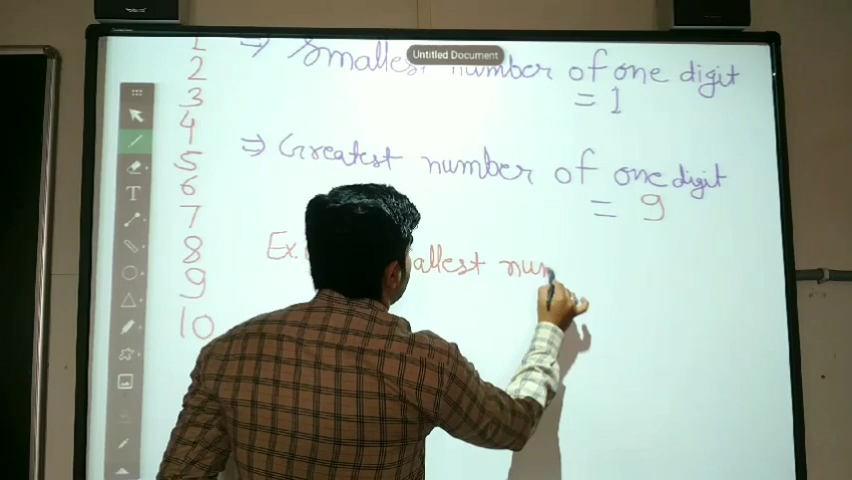 Untitled Document
1 ⇒ Smallest number of one digit
2
= 1
3
4
5 ⇒ Greatest number of one digit
6
= 9
7
8 Ex. num
9
10
T